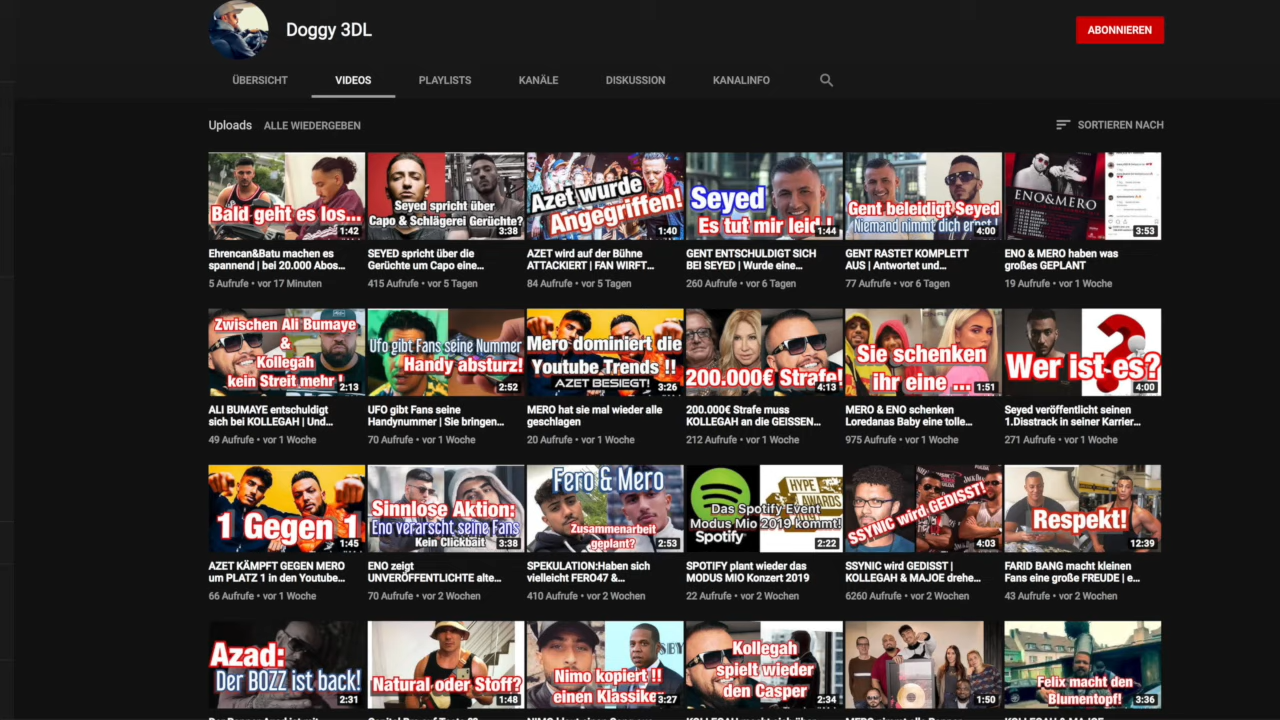 Doggy 3DL
ABONNIEREN
ÜBERSICHT VIDEOS PLAYLISTS KANÄLE DISKUSSION KANALINFO
Uploads ALLE WIEDERGEBEN SORTIEREN NACH
Bald geht es los...
1:42
Ehrencan&Batu machen es
spannend | bei 20.000 Abos...
5 Aufrufe • vor 17 Minuten
Seyed spricht über
Capo & Schlägerei Gerüchte?
3:38
SEYED spricht über die
Gerüchte um Capo eine...
415 Aufrufe • vor 5 Tagen
Azet wurde
Angegriffen!
1:40
AZET wird auf der Bühne
ATTACKIERT | FAN WIRFT...
84 Aufrufe • vor 5 Tagen
Seyed
Es tut mir leid !
1:44
GENT ENTSCHULDIGT SICH
BEI SEYED | Wurde eine...
260 Aufrufe • vor 6 Tagen
Gent beleidigt Seyed
Niemand nimmt dich ernst !
4:00
GENT RASTET KOMPLETT
AUS | Antwortet und...
77 Aufrufe • vor 6 Tagen
ENO&MERO
3:53
ENO & MERO haben was
großes GEPLANT
19 Aufrufe • vor 1 Woche
Zwischen Ali Bumaye
&
Kollegah
kein Streit mehr !
2:13
ALI BUMAYE entschuldigt
sich bei KOLLEGAH | Und...
49 Aufrufe • vor 1 Woche
Ufo gibt Fans seine Nummer
Handy absturz!
2:52
UFO gibt Fans seine
Handynummer | Sie bringen...
70 Aufrufe • vor 1 Woche
Mero dominiert die
Youtube Trends !!
AZET BESIEGT!
3:26
MERO hat sie mal wieder alle
geschlagen
20 Aufrufe • vor 1 Woche
200.000€ Strafe!
4:13
200.000€ Strafe muss
KOLLEGAH an die GEISSEN...
212 Aufrufe • vor 1 Woche
Sie schenken
ihr eine ...
1:51
MERO & ENO schenken
Loredanas Baby eine tolle...
975 Aufrufe • vor 1 Woche
Wer ist es?
4:00
Seyed veröffentlicht seinen
1.Disstrack in seiner Karrier...
271 Aufrufe • vor 1 Woche
1 Gegen 1
1:45
AZET KÄMPFT GEGEN MERO
um PLATZ 1 in den Youtube...
66 Aufrufe • vor 1 Woche
Sinnlose Aktion:
Eno verarscht seine Fans
Kein Clickbait
3:38
ENO zeigt
UNVERÖFFENTLICHTE alte...
70 Aufrufe • vor 2 Wochen
Fero & Mero
Zusammenarbeit
geplant?
2:53
SPEKULATION:Haben sich
vielleicht FERO47 &...
410 Aufrufe • vor 2 Wochen
HYPE
AWARDS
Das Spotify Event
Modus Mio 2019 kommt!
Spotify
2:22
SPOTIFY plant wieder das
MODUS MIO Konzert 2019
22 Aufrufe • vor 2 Wochen
SSYNIC wird GEDISST!
4:03
SSYNIC wird GEDISST |
KOLLEGAH & MAJOE drehe...
6260 Aufrufe • vor 2 Wochen
Respekt!
12:39
FARID BANG macht kleinen
Fans eine große FREUDE | e...
43 Aufrufe • vor 2 Wochen
Azad:
Der BOZZ ist back!
2:31
Natural oder Stoff?
1:48
Nimo kopiert !!
einen Klassiker
3:27
Kollegah
spielt wieder
den Casper
2:34
1:50
Felix macht den
Blumentopf!
3:36